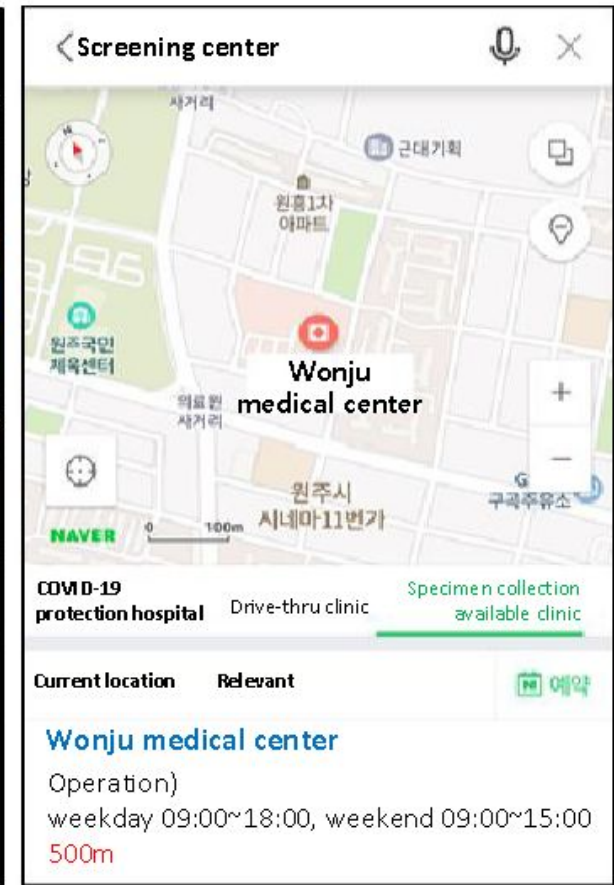 Screening center
사거리
근대기획
원흥1차
아파트
원주국민
체육센터
Wonju
medical center
의료원
사거리
G
구곡주유소
원주시
시네마11번가
NAVER
0 100m
COVID-19
protection hospital
Drive-thru clinic
Specimen collection
available clinic
Current location Relevant 예약
Wonju medical center
Operation)
weekday 09:00~18:00, weekend 09:00~15:00
500m